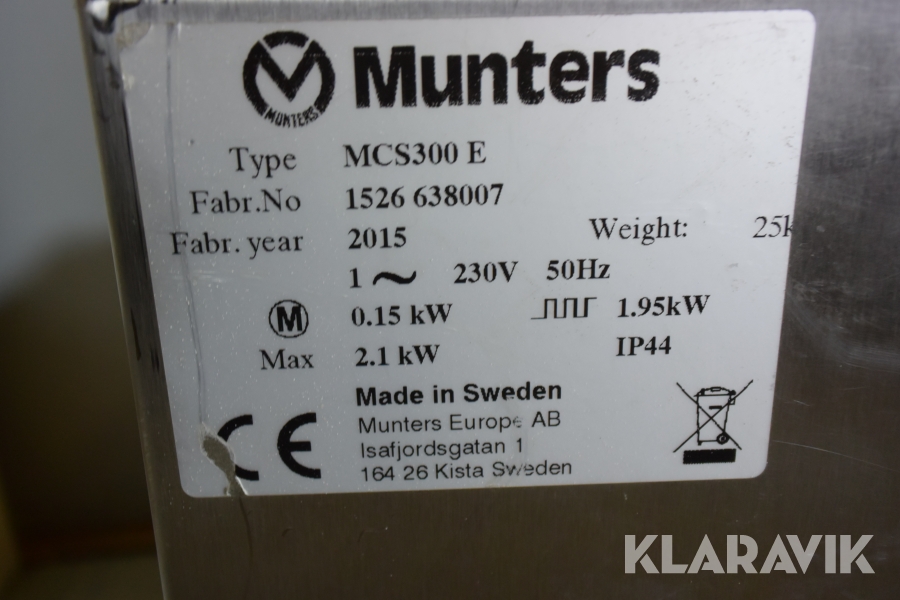 MUNTERS
Munters
Type MCS300 E
Fabr.No 1526 638007
Fabr. year 2015 Weight: 25k
1 ~ 230V 50Hz
M 0.15 kW 1.95kW
Max 2.1 kW IP44
Made in Sweden
Munters Europe AB
Isafjordsgatan 1
164 26 Kista Sweden
CE
KLARAVIK